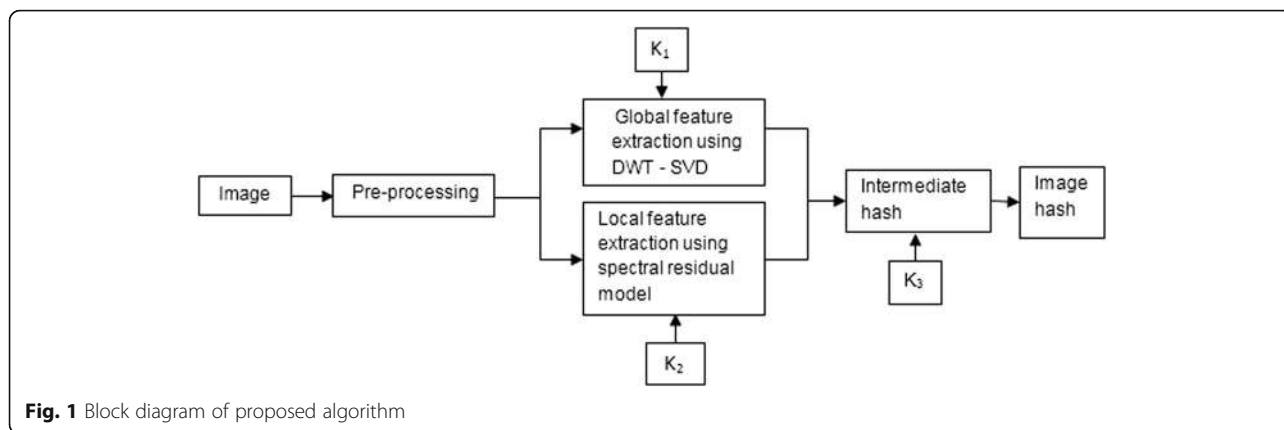 K₁
Global feature
extraction using
DWT - SVD
Image
Pre-processing
Local feature
extraction using
spectral residual
model
K₂
Intermediate
hash
K₃
Image
hash
Fig. 1 Block diagram of proposed algorithm